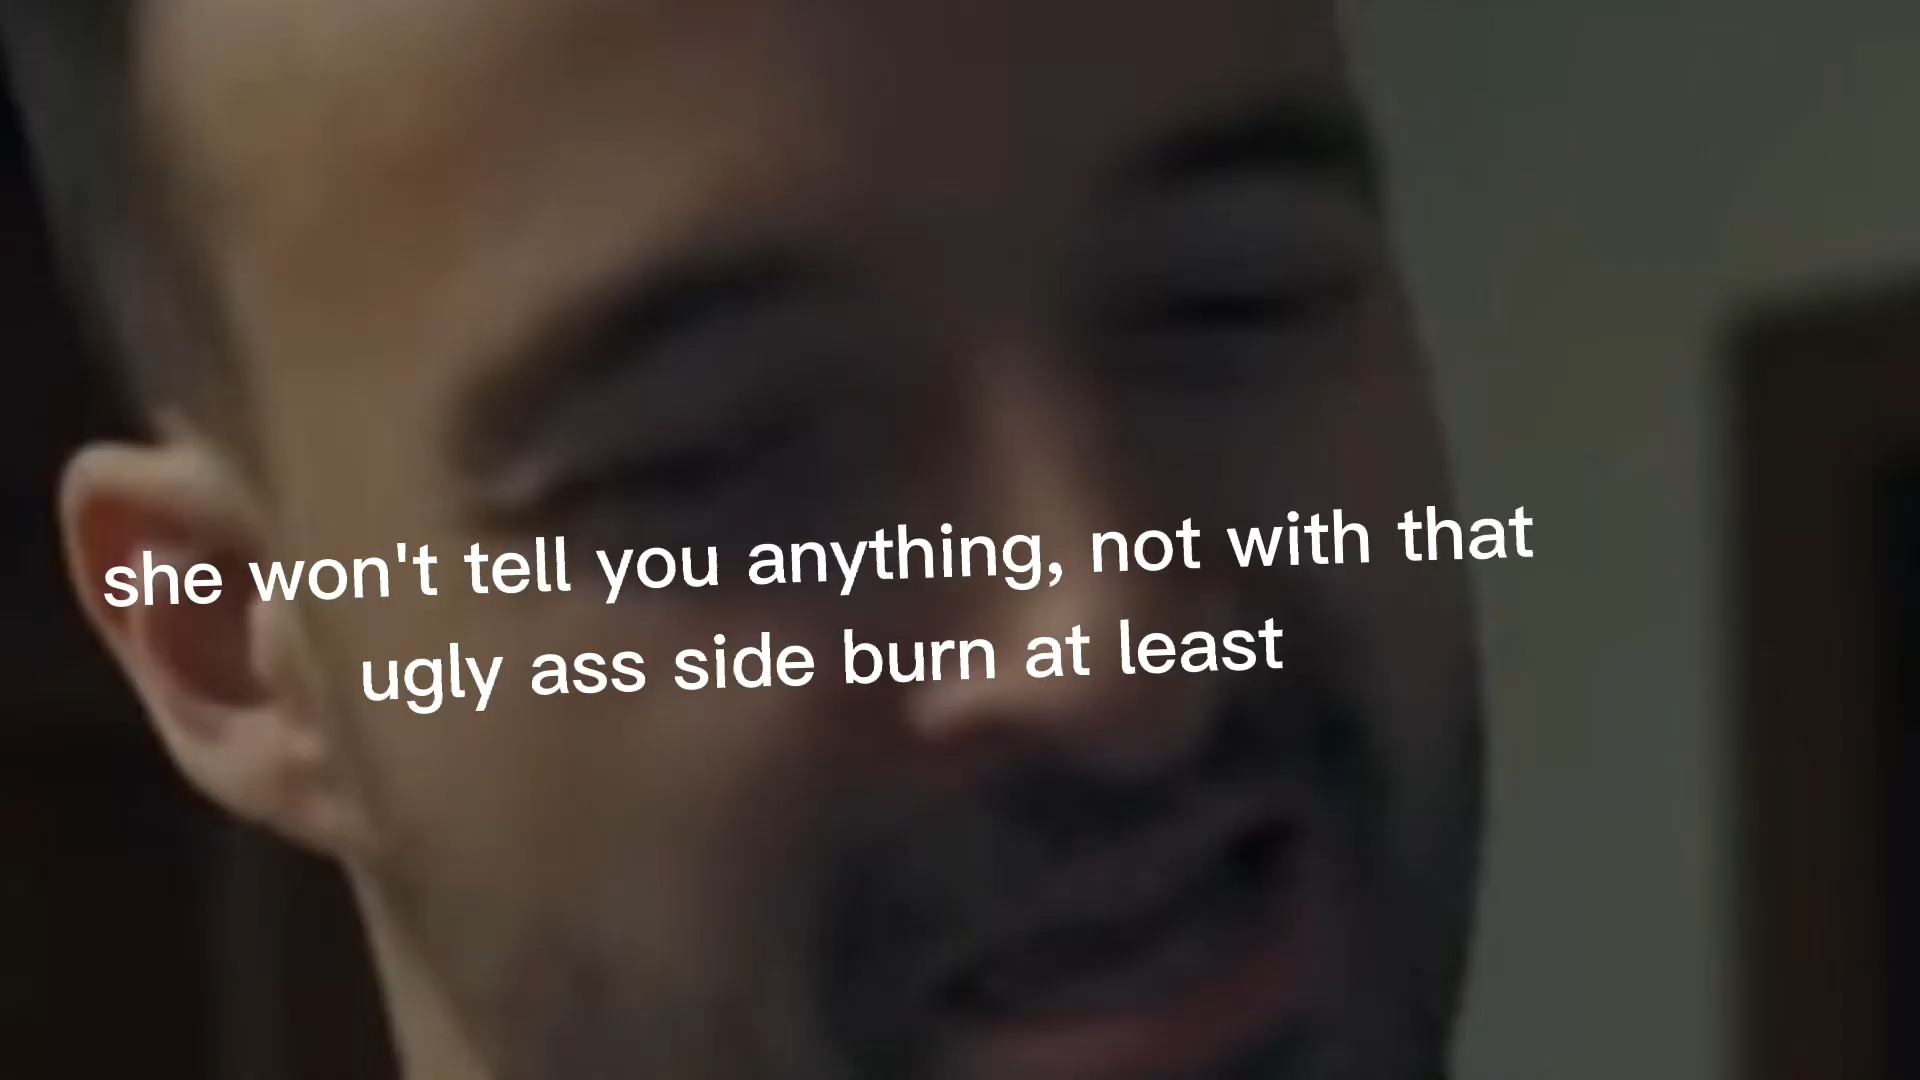 she won't tell you anything, not with that
ugly ass side burn at least